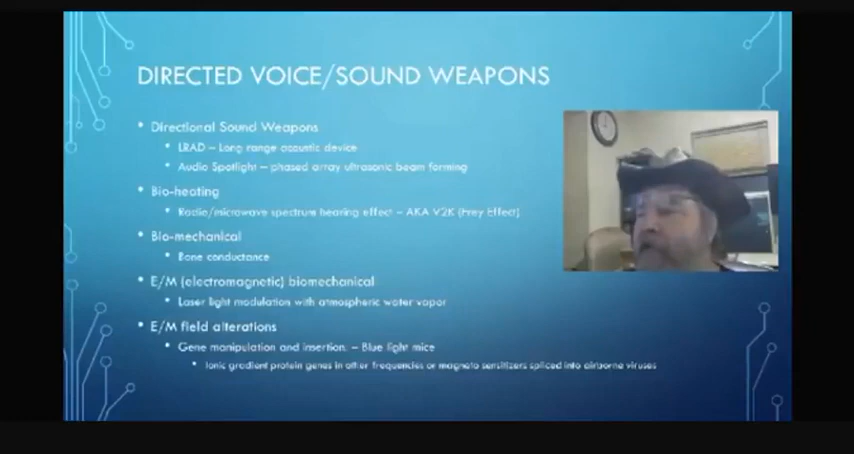 DIRECTED VOICE/SOUND WEAPONS
Directional Sound Weapons
LRAD – Long range acoustic device
Audio Spotlight – phased array ultrasonic beam forming
Bio-heating
Radio/microwave spectrum hearing effect – AKA V2K (Frey Effect)
Bio-mechanical
Bone conductance
E/M (electromagnetic) biomechanical
Laser light modulation with atmospheric water vapor
E/M field alterations
Gene manipulation and insertion. – Blue light mice
Ionic gradient protein genes in other frequencies or magneto sensitizers spliced into airborne viruses